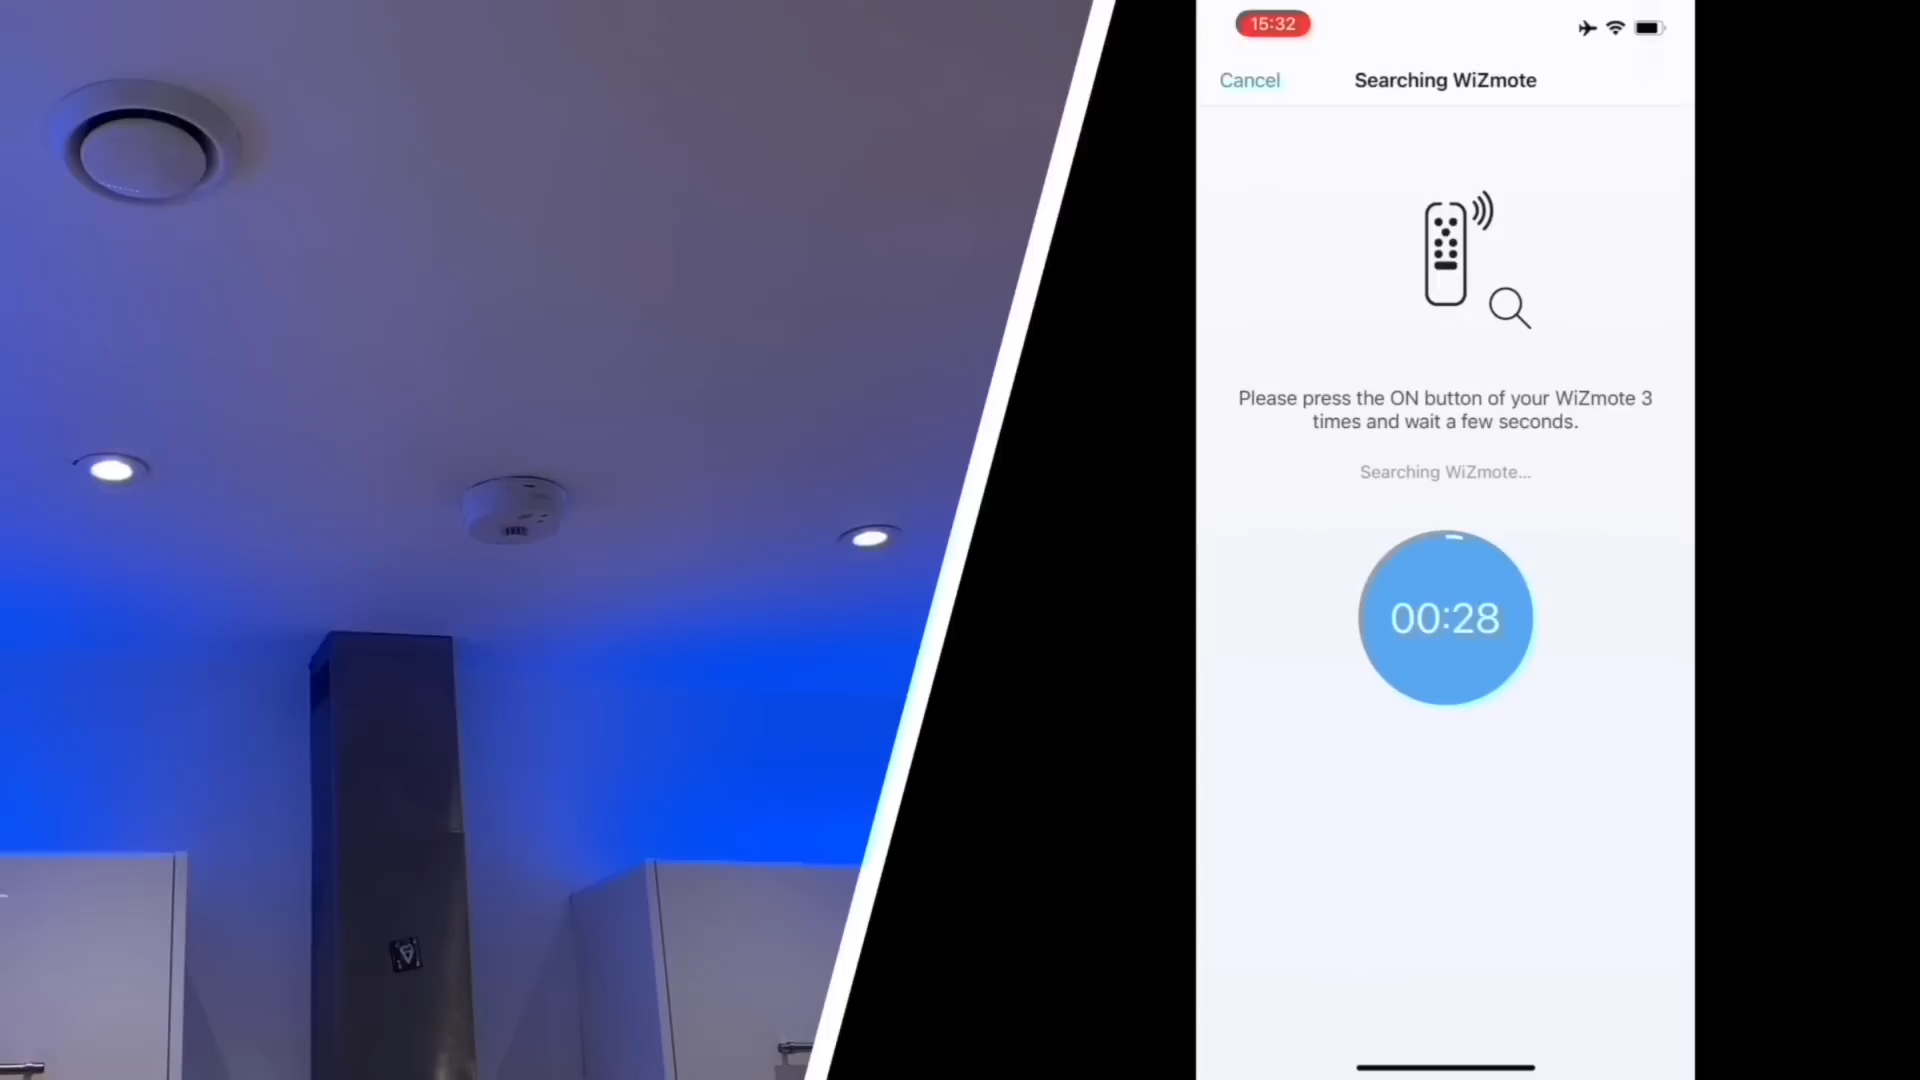 15:32
Cancel
Searching WiZmote
Please press the ON button of your WiZmote 3
times and wait a few seconds.
Searching WiZmote...
00:28